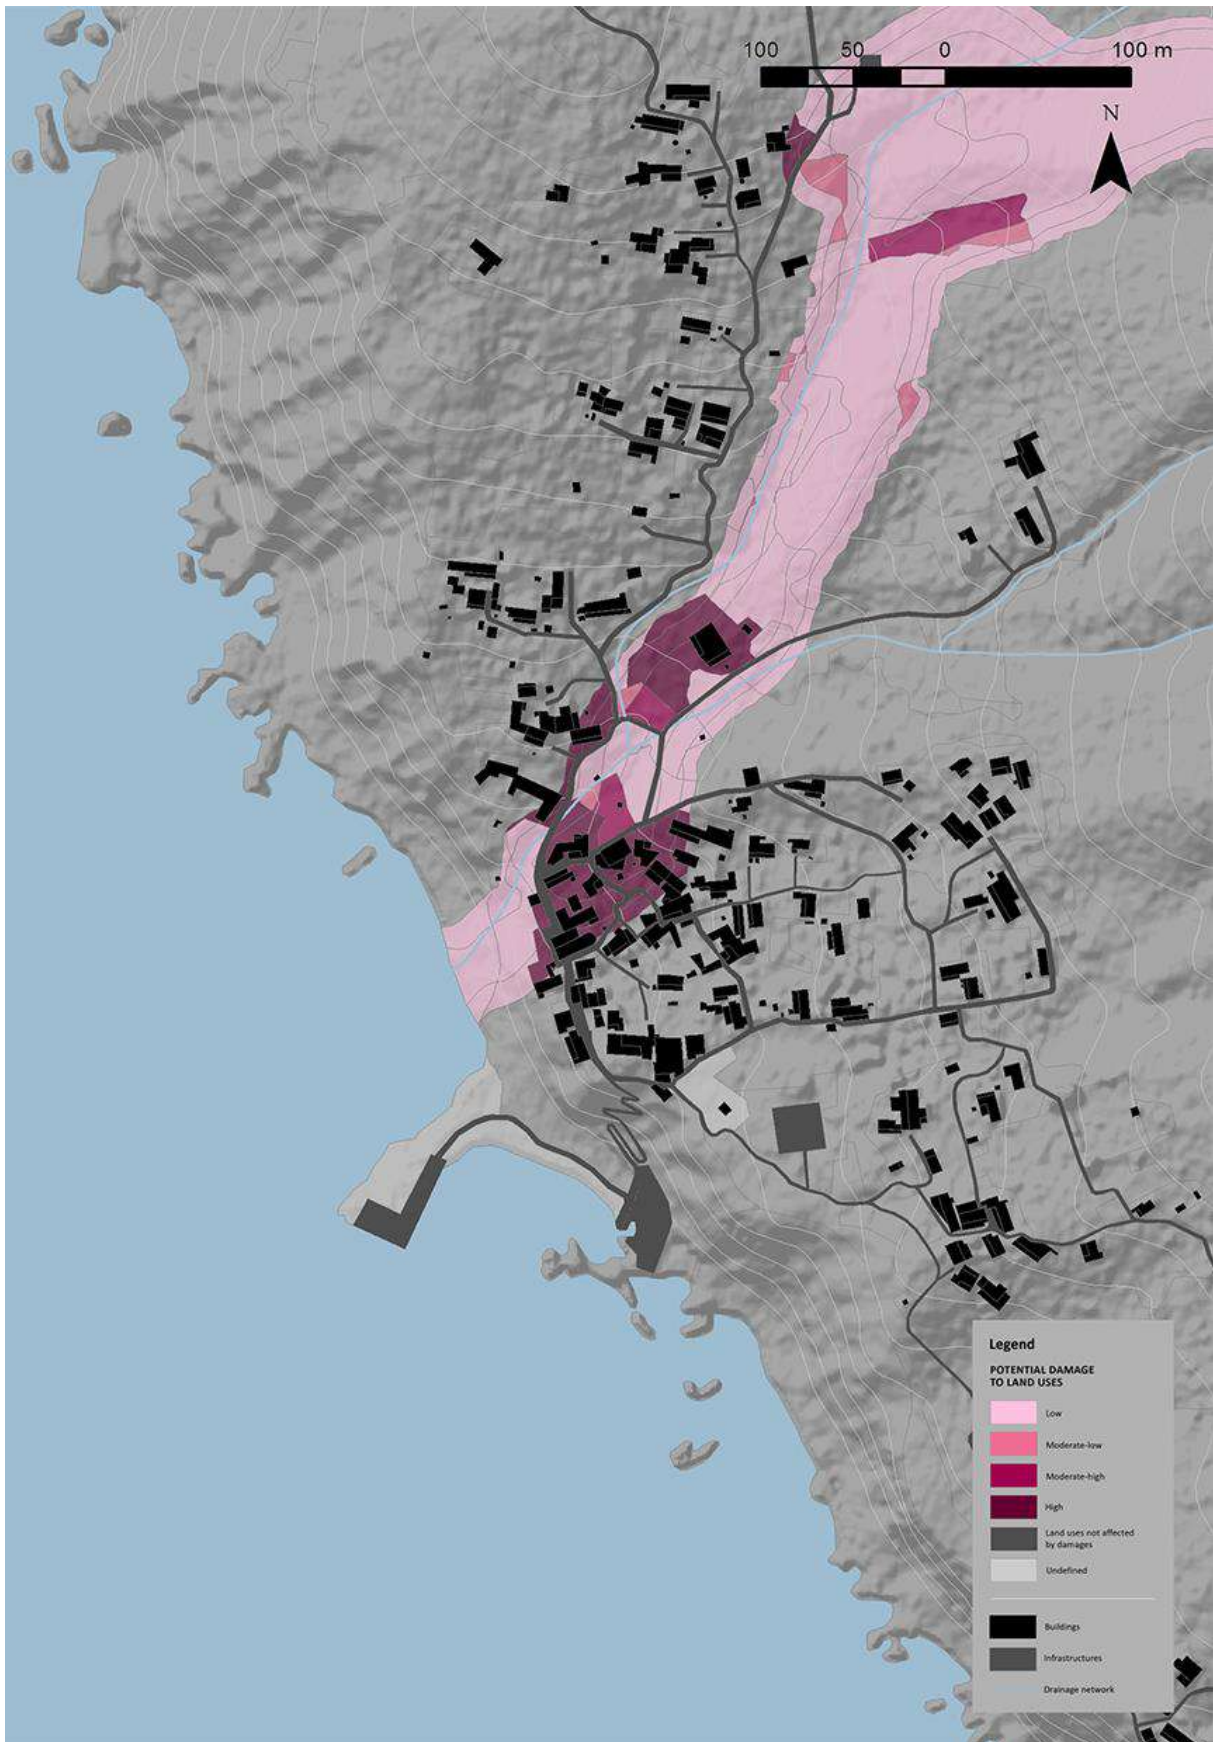 100 50 0 100 m
N
Legend
POTENTIAL DAMAGE
TO LAND USES
Low
Moderate-low
Moderate-high
High
Land uses not affected
by damages
Undefined
Buildings
Infrastructures
Drainage network